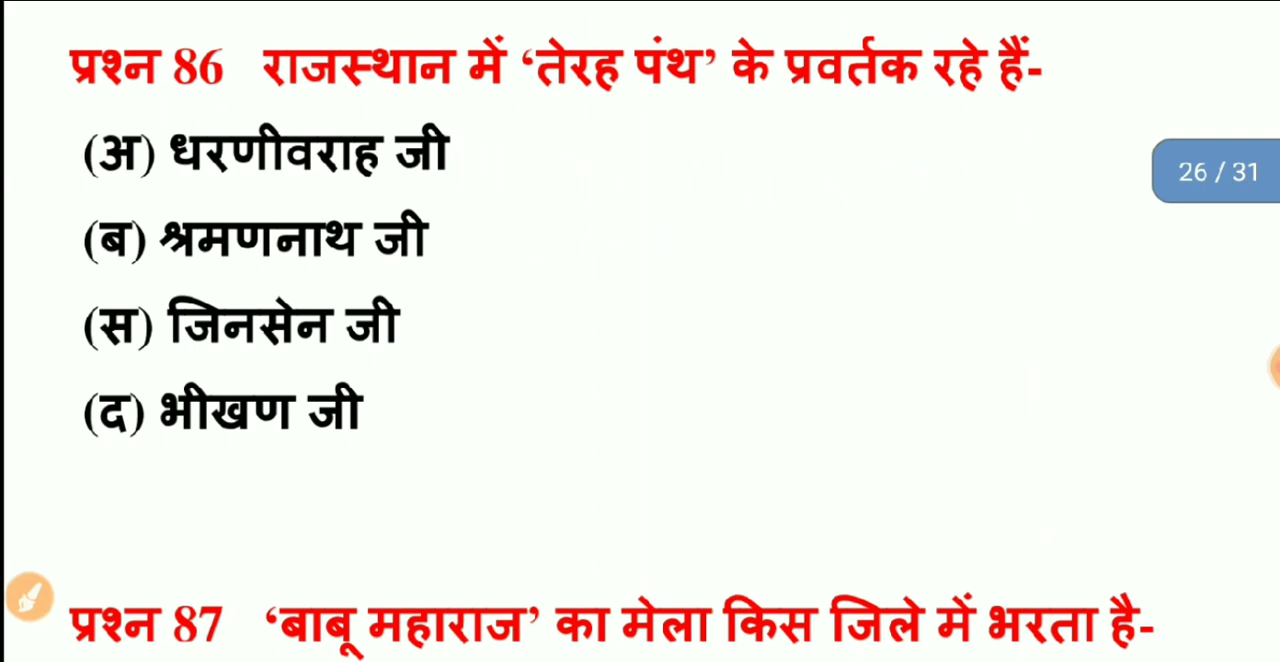 प्रश्न 86 राजस्थान में ‘तेरह पंथ’ के प्रवर्तक रहे हैं-
(अ) धरणीवराह जी
26 / 31
(ब) श्रमणनाथ जी
(स) जिनसेन जी
(द) भीखण जी
प्रश्न 87 ‘बाबू महाराज’ का मेला किस जिले में भरता है-